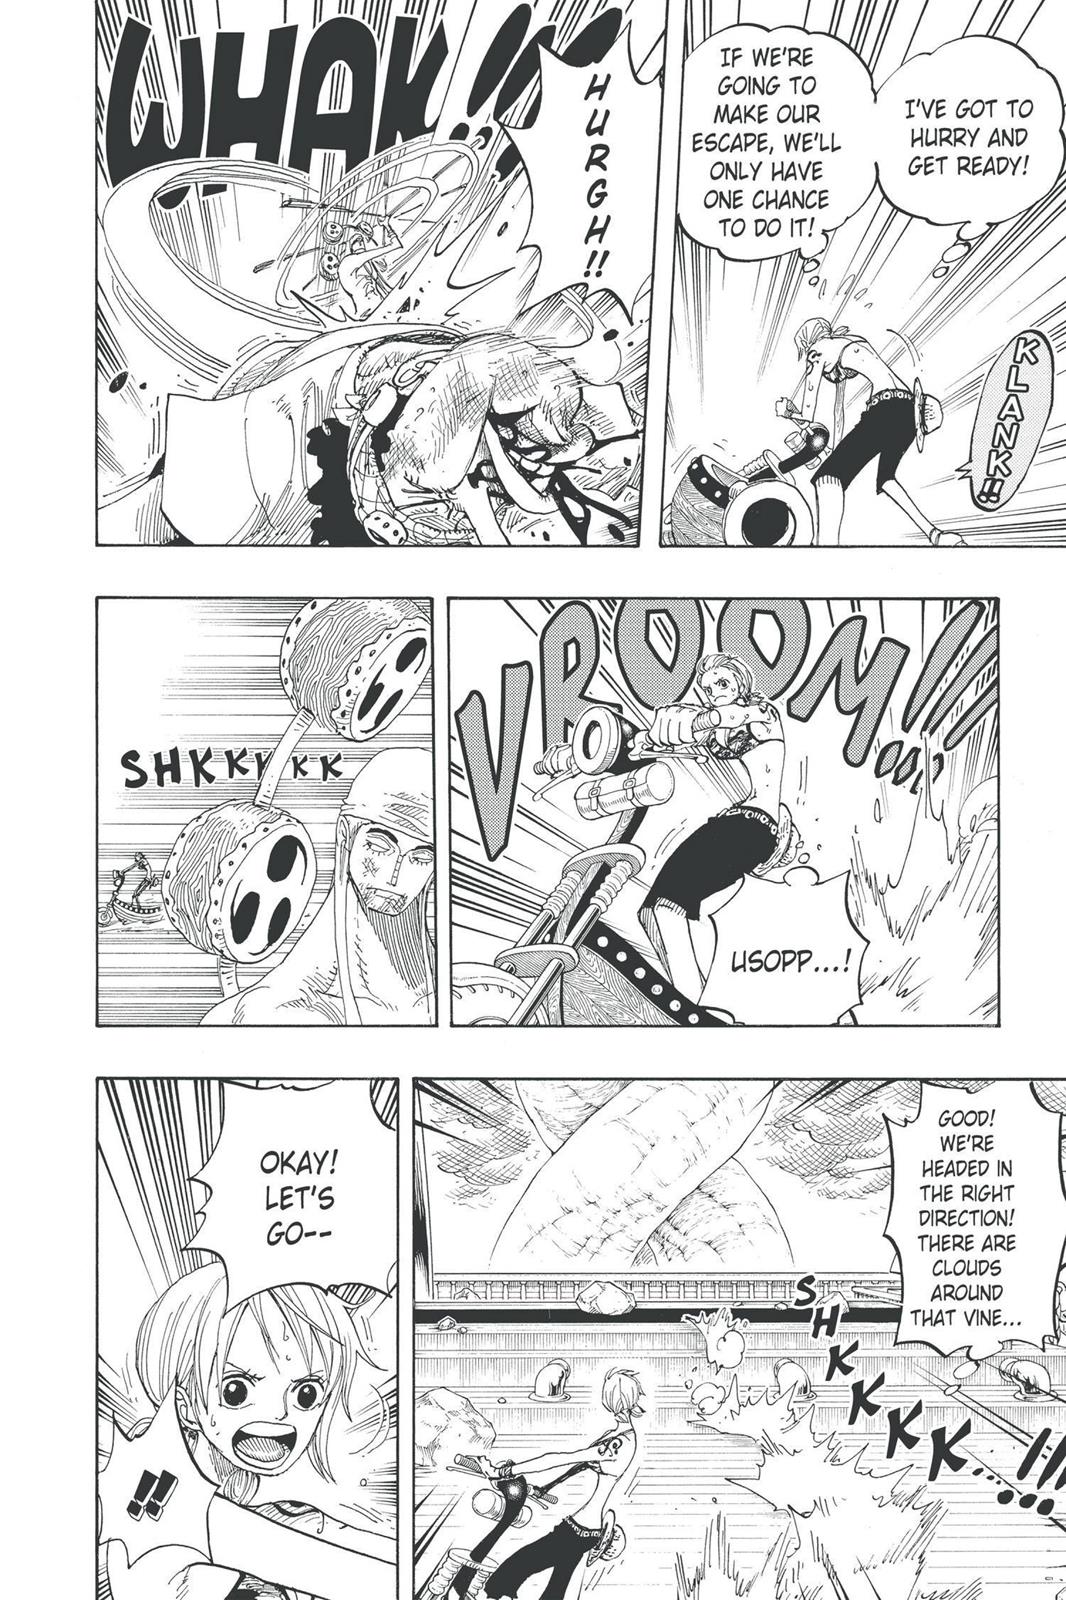 I'VE GOT TO
HURRY AND
GET READY!
IF WE'RE
GOING TO
MAKE OUR
ESCAPE, WE'LL
ONLY HAVE
ONE CHANCE
TO DO IT!
KLANK!!
HURGH!!
WHAK!!!
VROOM!!!
USOPP...!
SHKKKKK
GOOD!
WE'RE
HEADED IN
THE RIGHT
DIRECTION!
THERE ARE
CLOUDS
AROUND
THAT VINE...
SHKKKK...!!!
OKAY!
LET'S
GO--
!!